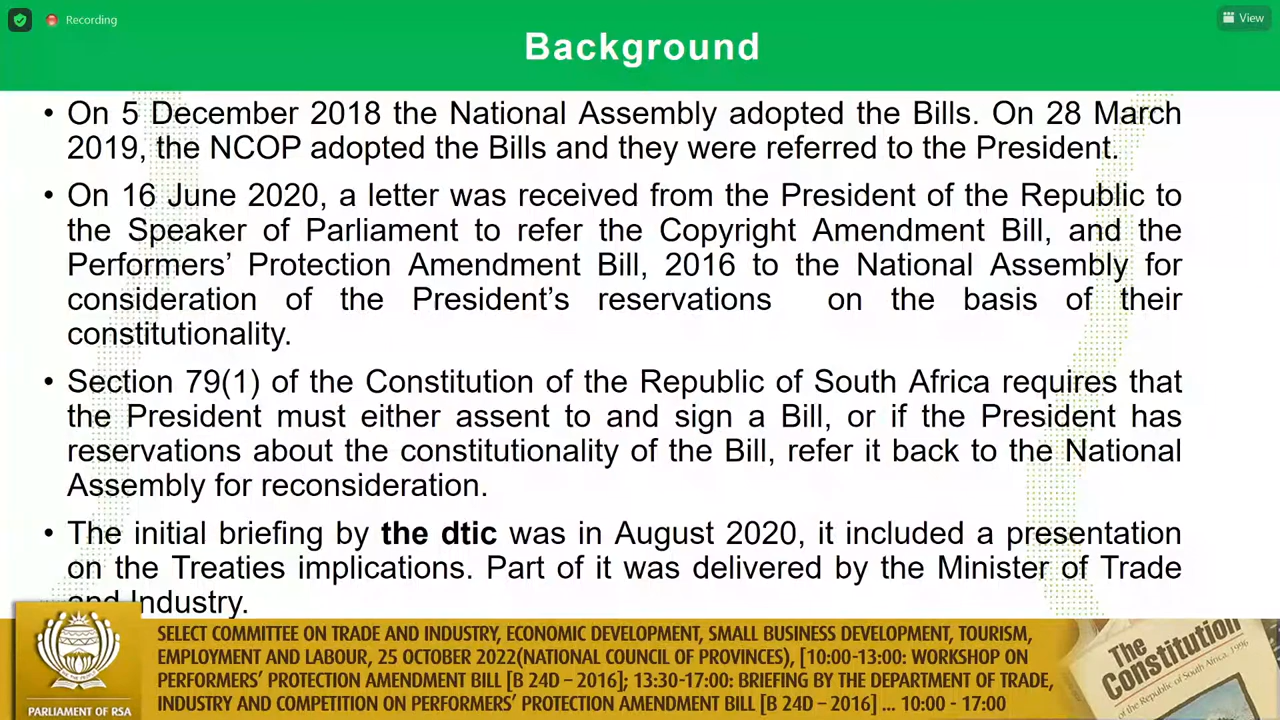 Recording
View
Background
• On 5 December 2018 the National Assembly adopted the Bills. On 28 March
2019, the NCOP adopted the Bills and they were referred to the President.
• On 16 June 2020, a letter was received from the President of the Republic to
the Speaker of Parliament to refer the Copyright Amendment Bill, and the
Performers’ Protection Amendment Bill, 2016 to the National Assembly for
consideration of the President’s reservations on the basis of their
constitutionality.
• Section 79(1) of the Constitution of the Republic of South Africa requires that
the President must either assent to and sign a Bill, or if the President has
reservations about the constitutionality of the Bill, refer it back to the National
Assembly for reconsideration.
• The initial briefing by the dtic was in August 2020, it included a presentation
on the Treaties implications. Part of it was delivered by the Minister of Trade
and Industry.
SELECT COMMITTEE ON TRADE AND INDUSTRY, ECONOMIC DEVELOPMENT, SMALL BUSINESS DEVELOPMENT, TOURISM,
EMPLOYMENT AND LABOUR, 25 OCTOBER 2022(NATIONAL COUNCIL OF PROVINCES), [10:00-13:00: WORKSHOP ON
PERFORMERS’ PROTECTION AMENDMENT BILL [B 24D – 2016]; 13:30-17:00: BRIEFING BY THE DEPARTMENT OF TRADE,
INDUSTRY AND COMPETITION ON PERFORMERS’ PROTECTION AMENDMENT BILL [B 24D – 2016] ... 10:00 - 17:00
PARLIAMENT OF RSA
The
Constitution
of the Republic of South Africa, 1996